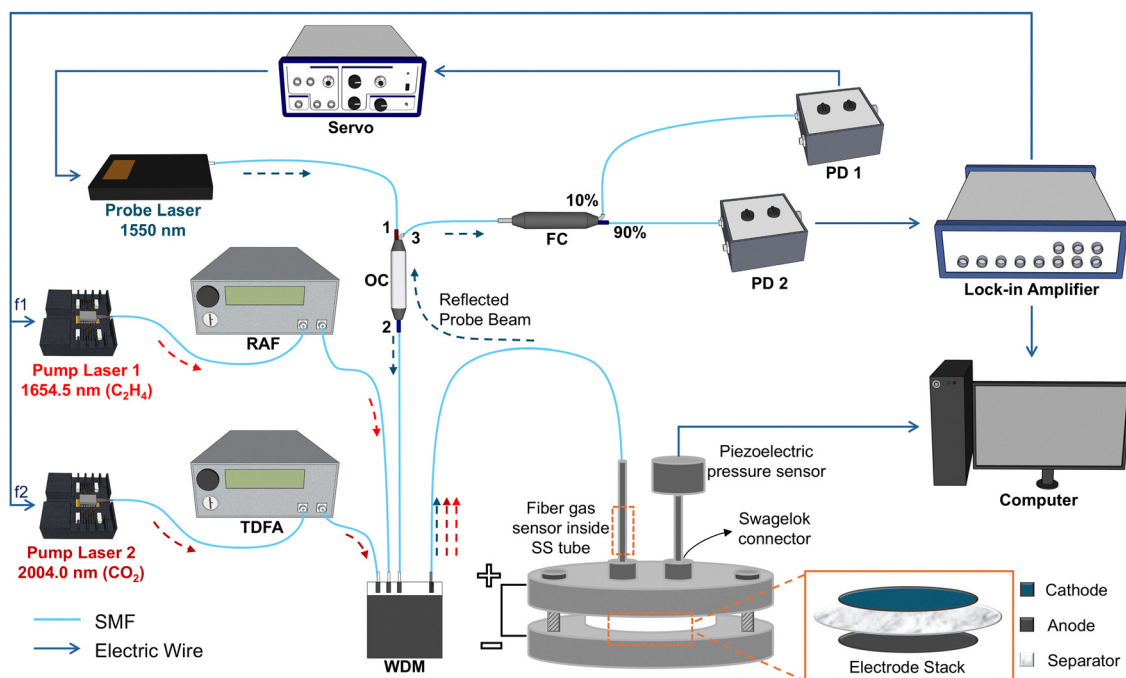 Servo
PD 1
Probe Laser
1550 nm
10%
FC
90%
PD 2
1
3
OC
2
Lock-in Amplifier
Reflected
Probe Beam
f1
RAF
Pump Laser 1
1654.5 nm (C₂H₄)
f2
TDFA
Pump Laser 2
2004.0 nm (CO₂)
Piezoelectric
pressure sensor
Computer
Fiber gas
sensor inside
SS tube
Swagelok
connector
+
−
SMF
Electric Wire
WDM
Cathode
Anode
Separator
Electrode Stack